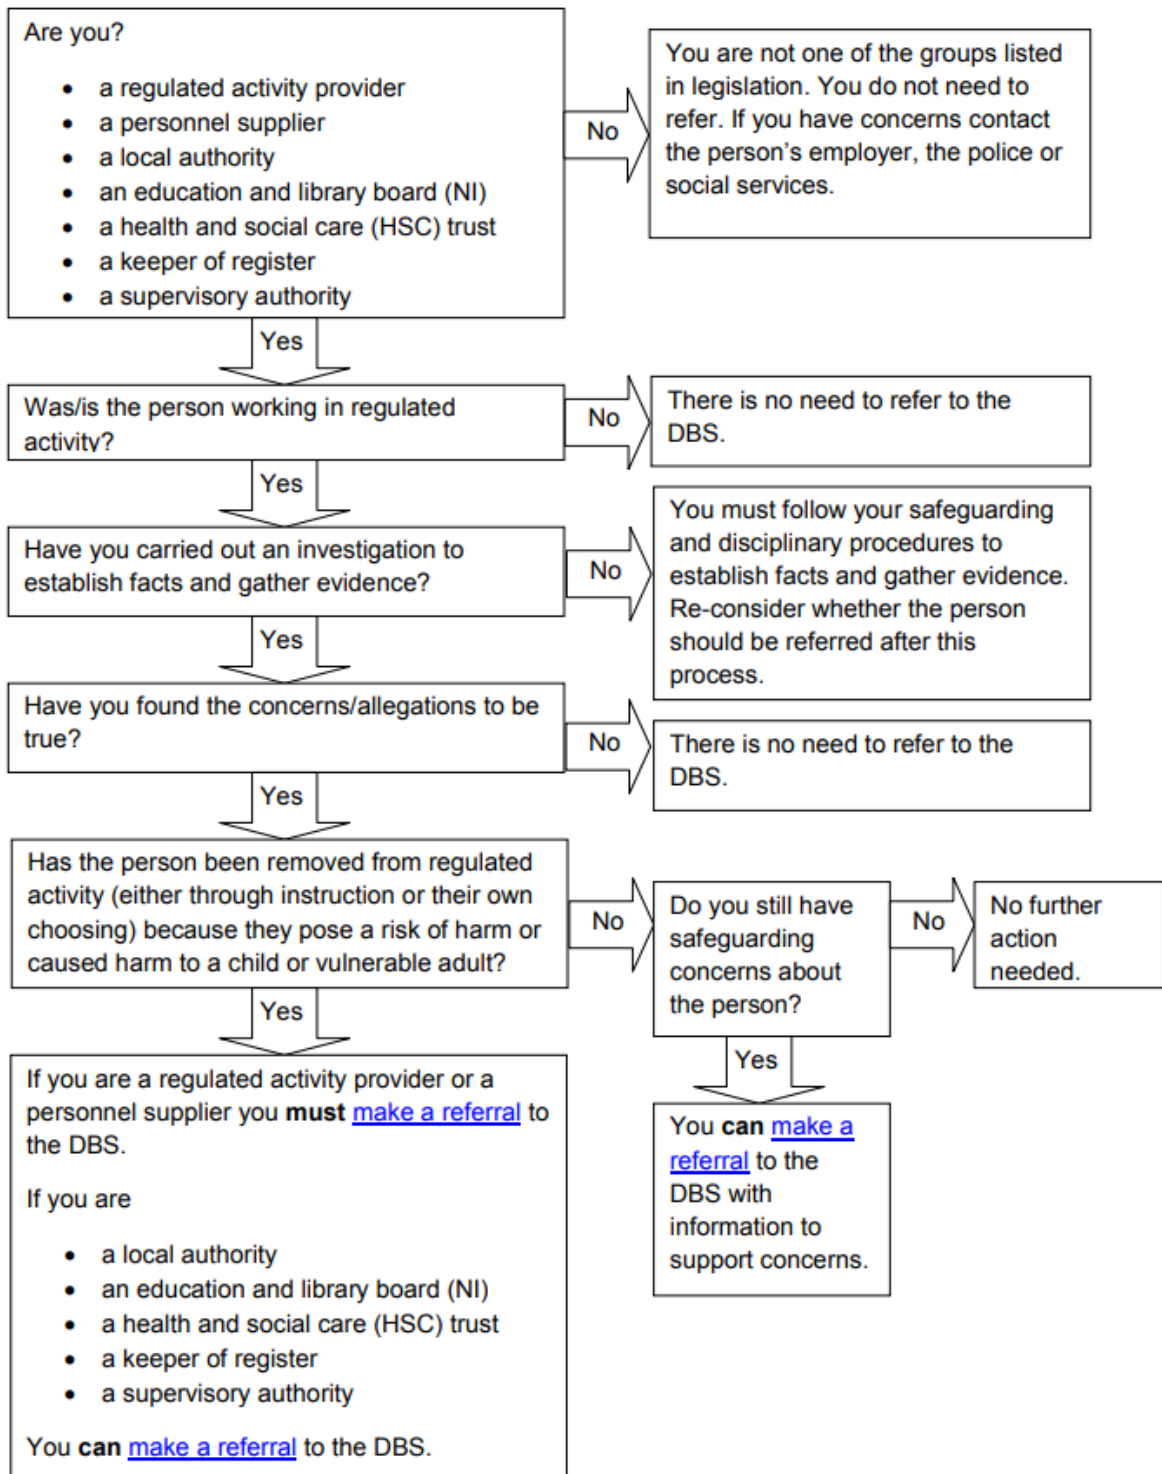 Are you?
• a regulated activity provider
• a personnel supplier
• a local authority
• an education and library board (NI)
• a health and social care (HSC) trust
• a keeper of register
• a supervisory authority
No
You are not one of the groups listed
in legislation. You do not need to
refer. If you have concerns contact
the person's employer, the police or
social services.
Yes
Was/is the person working in regulated
activity?
No
There is no need to refer to the
DBS.
Yes
Have you carried out an investigation to
establish facts and gather evidence?
No
You must follow your safeguarding
and disciplinary procedures to
establish facts and gather evidence.
Re-consider whether the person
should be referred after this
process.
Yes
Have you found the concerns/allegations to be
true?
No
There is no need to refer to the
DBS.
Yes
Has the person been removed from regulated
activity (either through instruction or their own
choosing) because they pose a risk of harm or
caused harm to a child or vulnerable adult?
No
Do you still have
safeguarding
concerns about
the person?
No
No further
action
needed.
Yes
If you are a regulated activity provider or a
personnel supplier you must make a referral to
the DBS.
If you are
• a local authority
• an education and library board (NI)
• a health and social care (HSC) trust
• a keeper of register
• a supervisory authority
You can make a referral to the DBS.
Yes
You can make a
referral to the
DBS with
information to
support concerns.